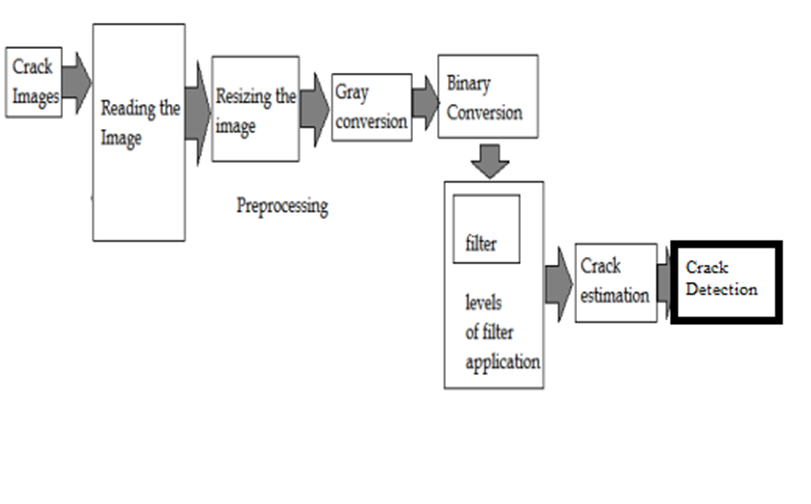 Crack
Images
Reading the
Image
Resizing the
image
Gray
conversion
Binary
Conversion
Preprocessing
filter
levels
of filter
application
Crack
estimation
Crack
Detection